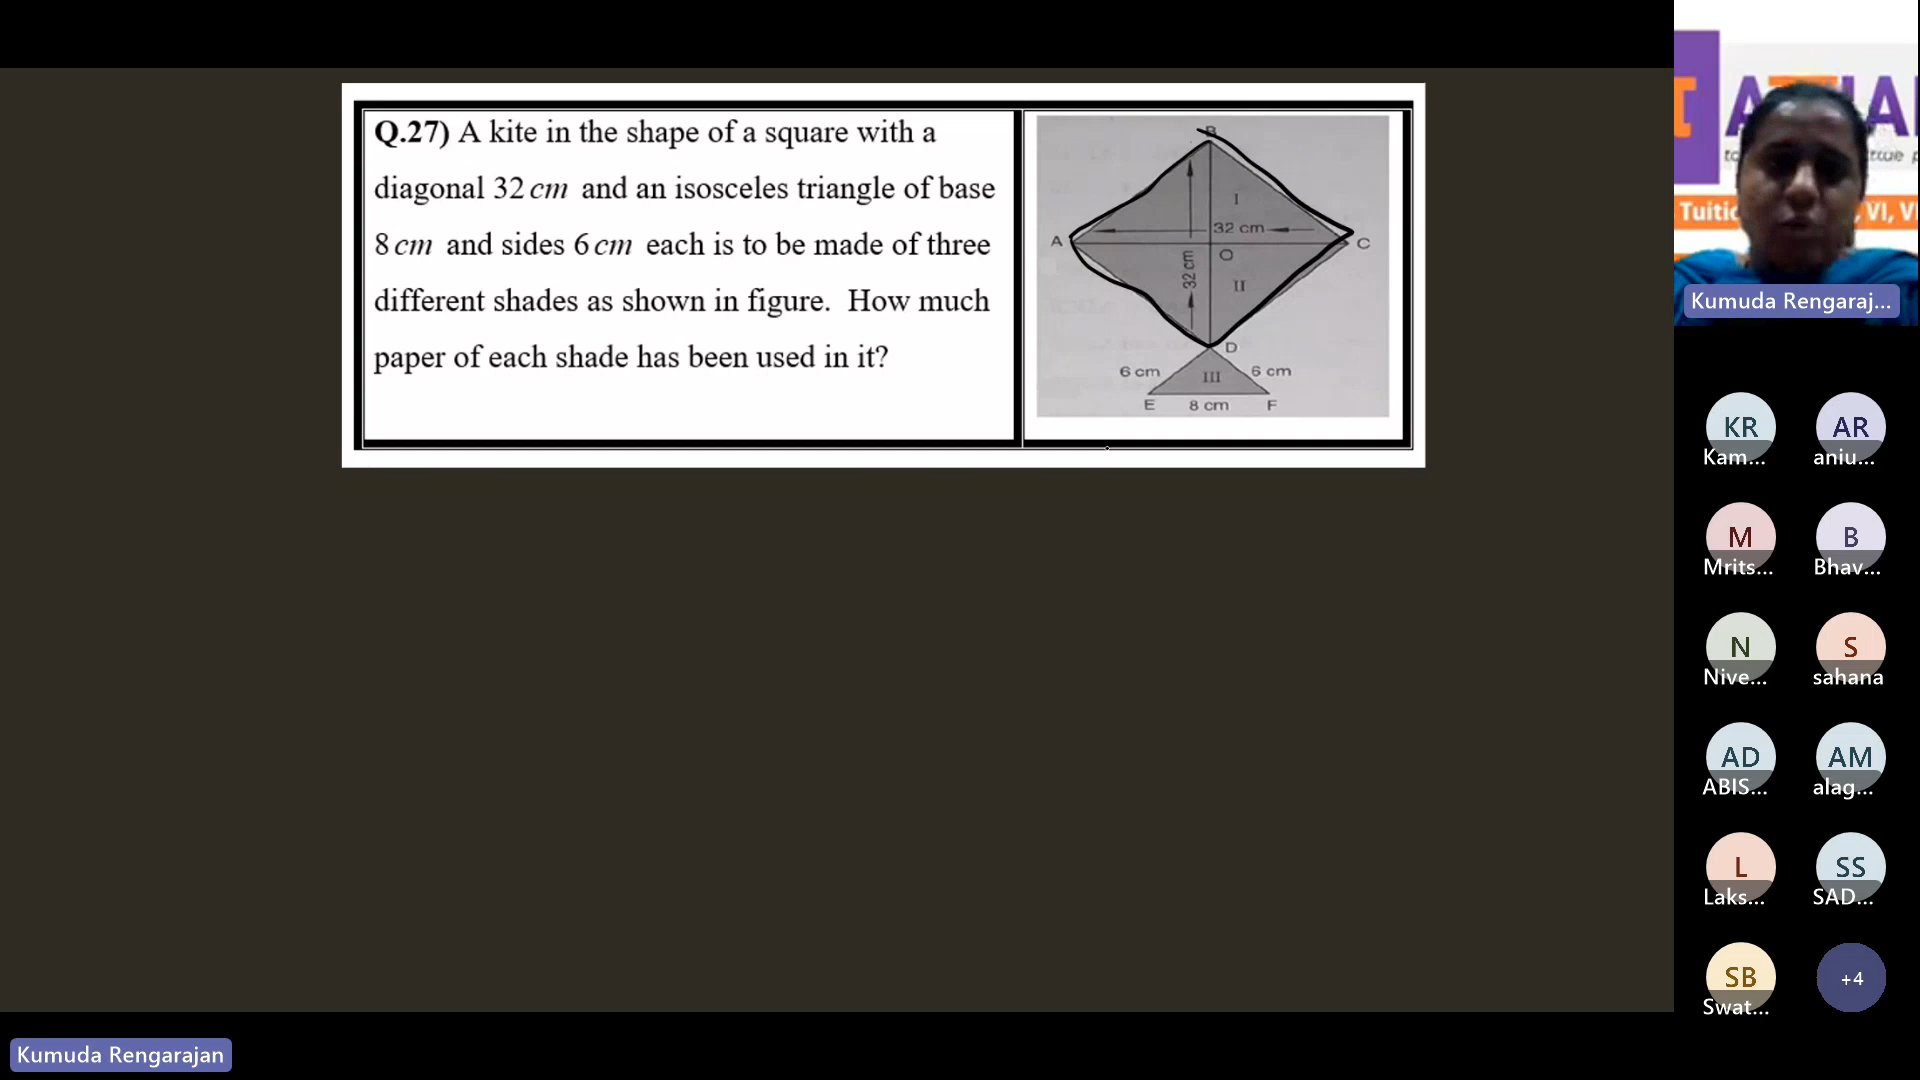 Q.27) A kite in the shape of a square with a
diagonal 32 cm and an isosceles triangle of base
8 cm and sides 6 cm each is to be made of three
different shades as shown in figure. How much
paper of each shade has been used in it?
B
I
32 cm
A
C
O
32 cm
II
D
6 cm
6 cm
III
E
8 cm
F
Tuitio
, VI, V
Kumuda Rengaraj...
KR
Kam...
AR
aniu...
M
Mrits...
B
Bhav...
N
Nive...
S
sahana
AD
ABIS...
AM
alag...
L
Laks...
SS
SAD...
SB
Swat...
+4
Kumuda Rengarajan